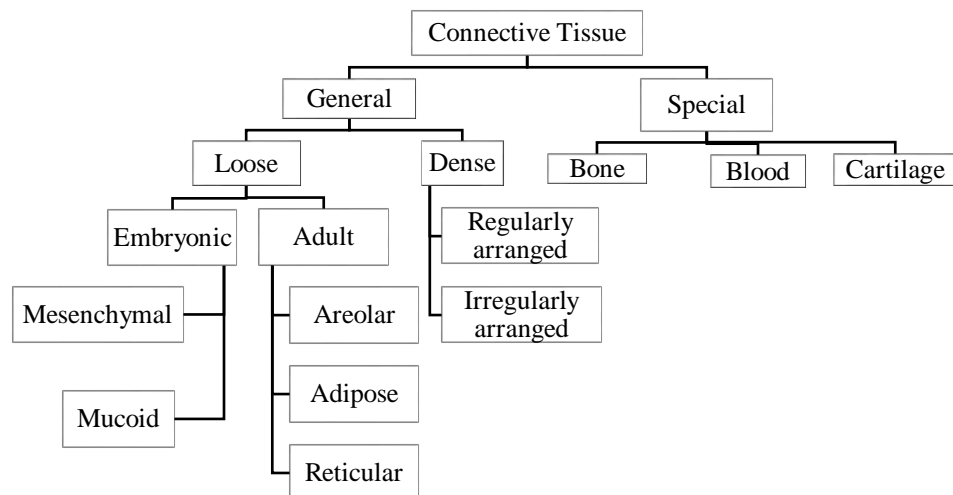 Connective Tissue
General
Special
Loose
Dense
Bone
Blood
Cartilage
Embryonic
Adult
Regularly
arranged
Mesenchymal
Areolar
Irregularly
arranged
Mucoid
Adipose
Reticular